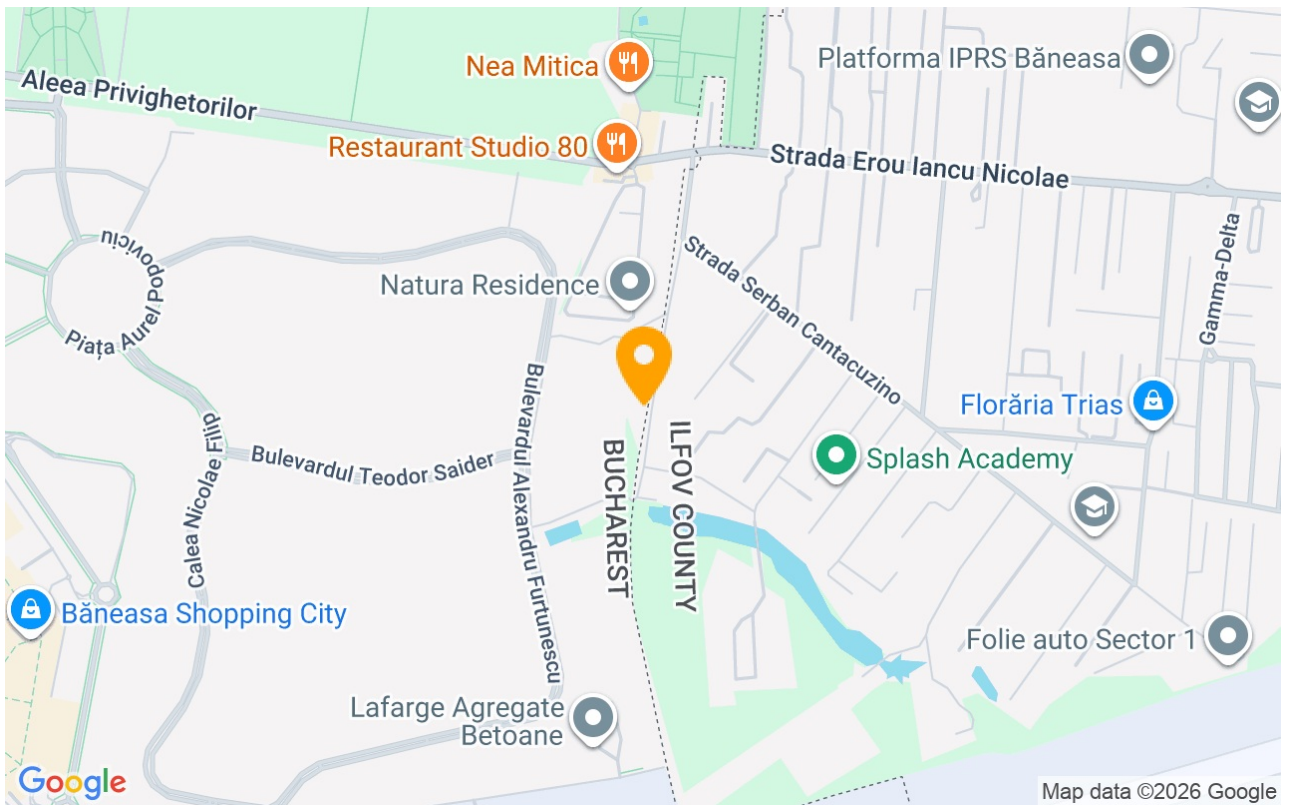 Nea Mitica
Platforma IPRS Băneasa
Aleea Privighetorilor
Restaurant Studio 80
Strada Erou Iancu Nicolae
Piața Aurel Popoviciu
Natura Residence
Strada Serban Cantacuzino
Gamma-Delta
Bulevardul Alexandru Furtunescu
Florăria Trias
Calea Nicolae Filip
Bulevardul Teodor Saider
BUCHAREST
ILFOV COUNTY
Splash Academy
Băneasa Shopping City
Folie auto Sector 1
Lafarge Agregate
Betoane
Google
Map data ©2026 Google